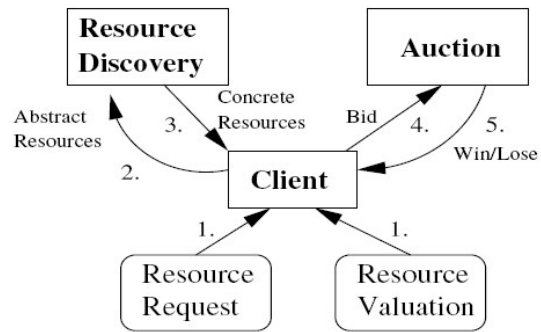 Resource
Discovery
Auction
Abstract
Resources
3.
Concrete
Resources
Bid
4.
5.
Win/Lose
2.
Client
1.
1.
Resource
Request
Resource
Valuation